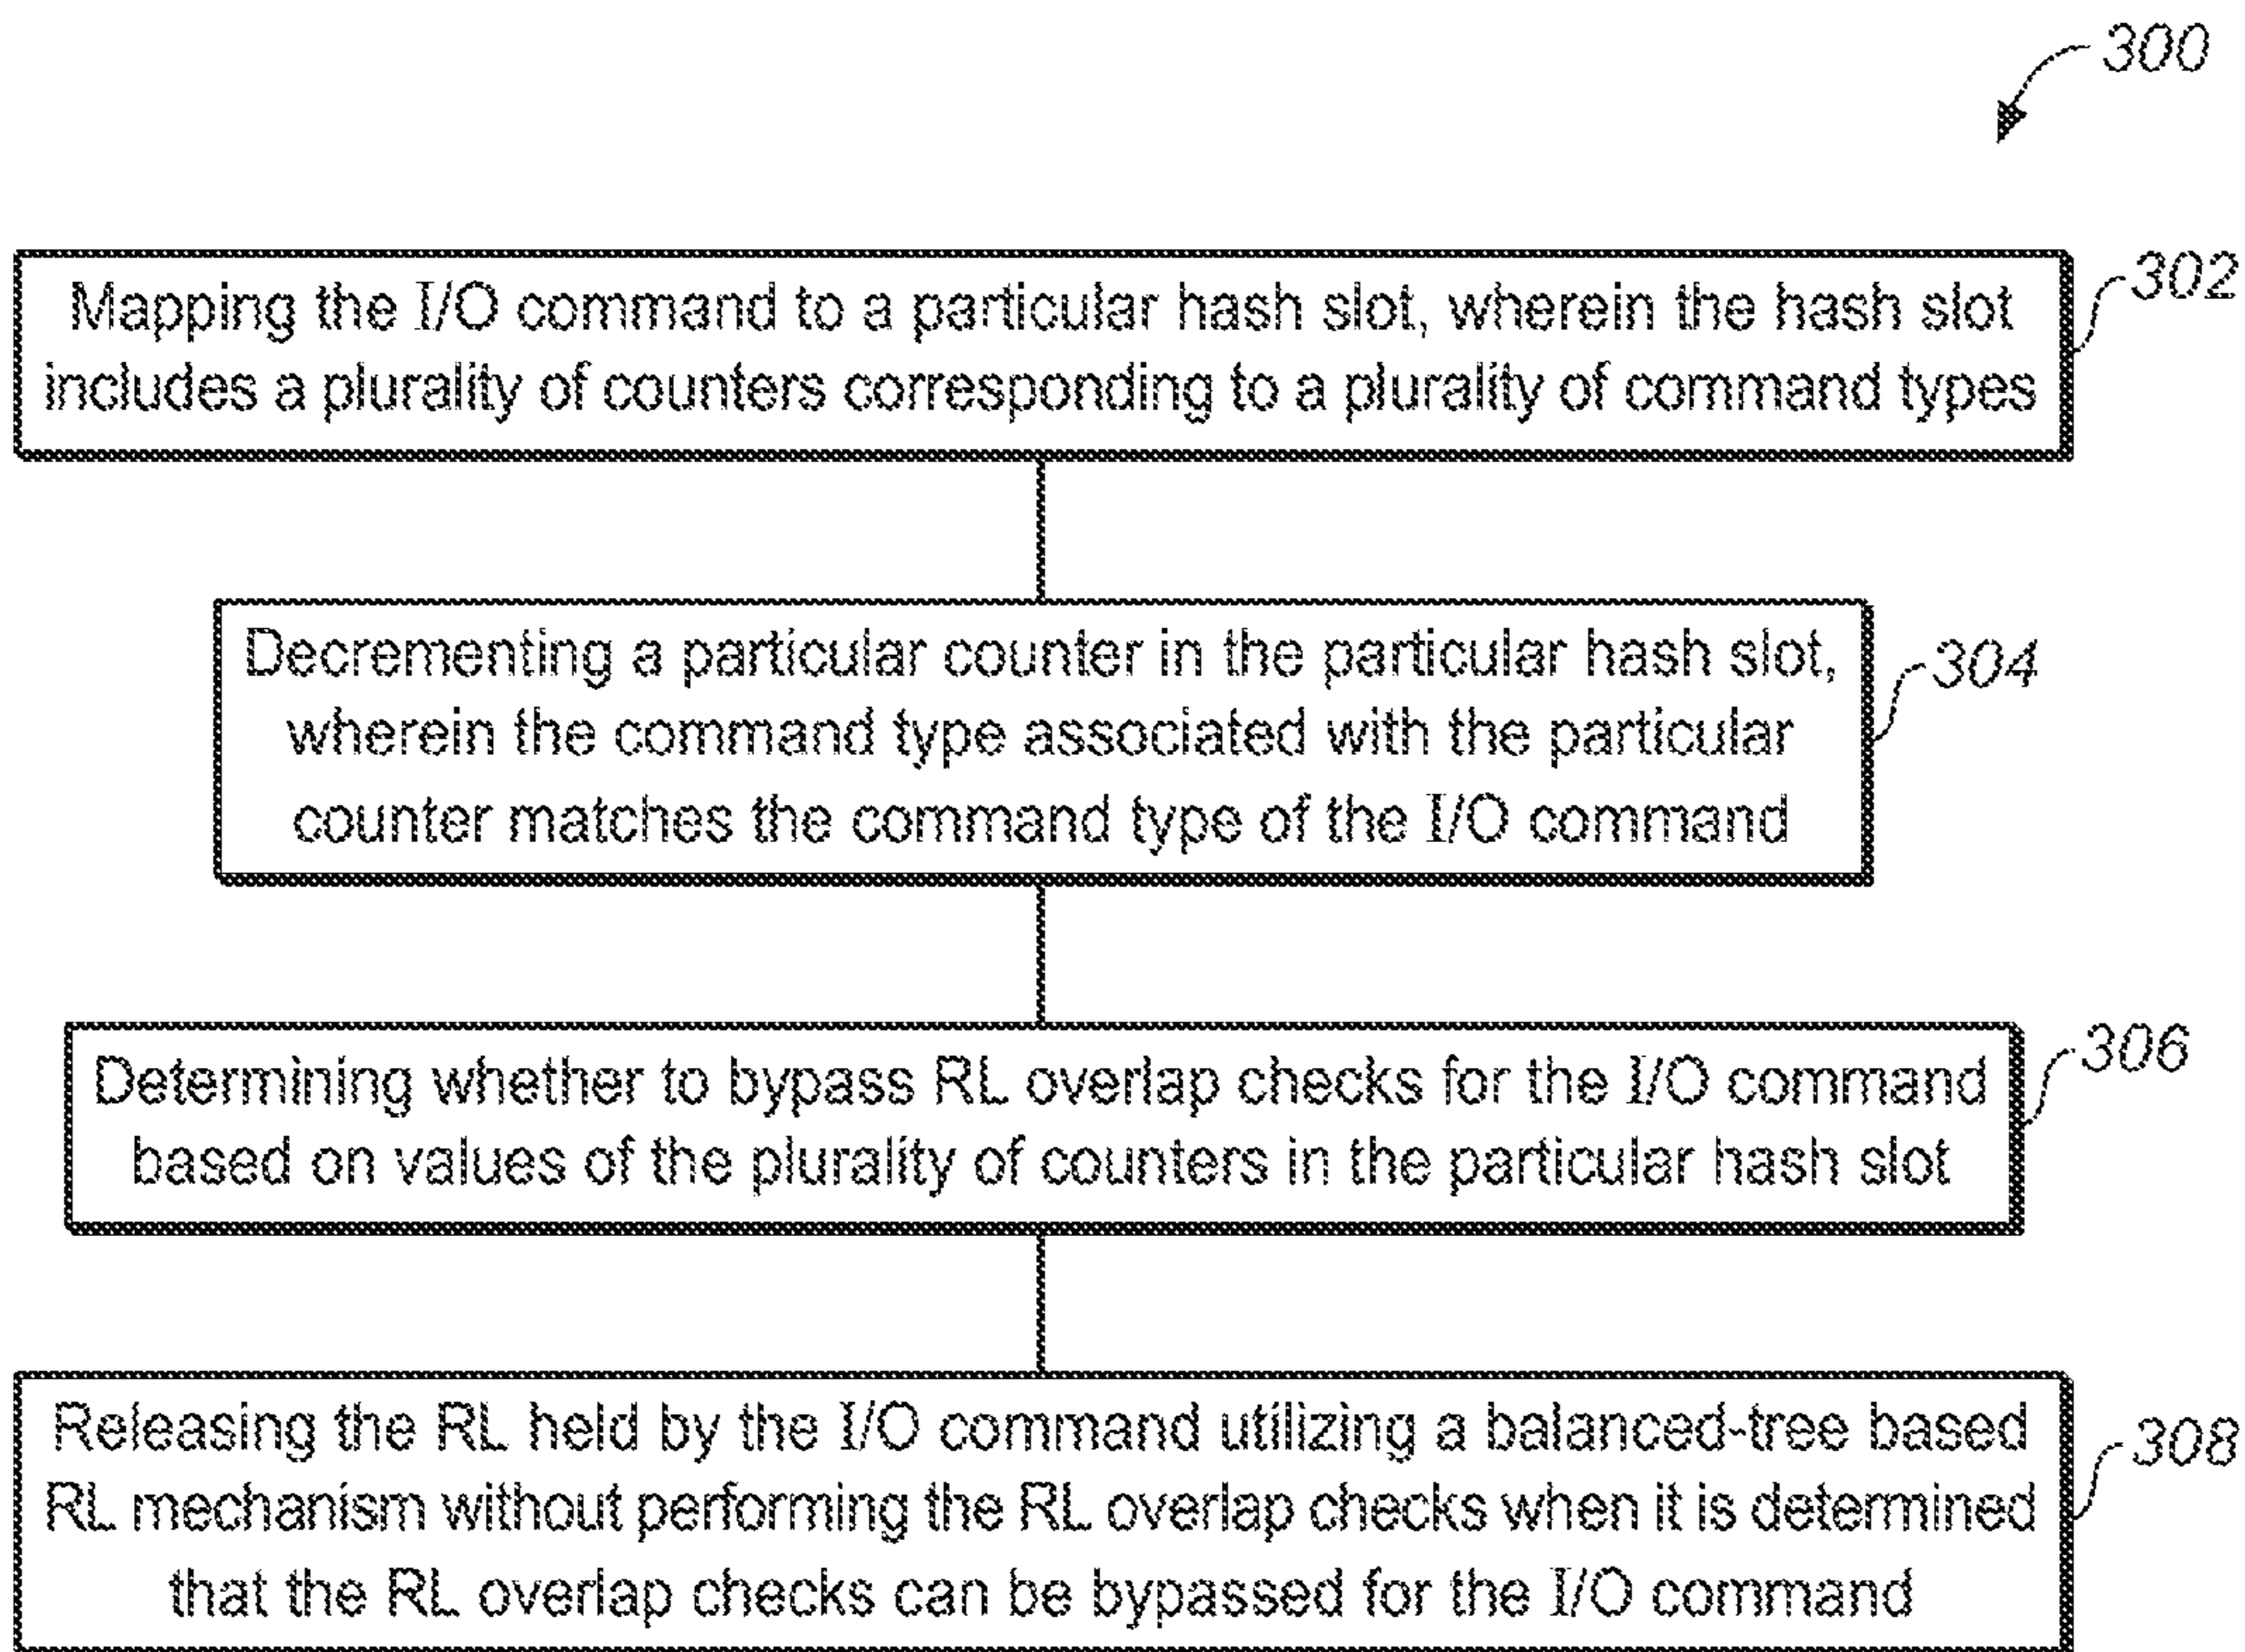 300
Mapping the I/O command to a particular hash slot, wherein the hash slot
includes a plurality of counters corresponding to a plurality of command types
302
Decrementing a particular counter in the particular hash slot,
wherein the command type associated with the particular
counter matches the command type of the I/O command
304
Determining whether to bypass RL overlap checks for the I/O command
based on values of the plurality of counters in the particular hash slot
306
Releasing the RL held by the I/O command utilizing a balanced-tree based
RL mechanism without performing the RL overlap checks when it is determined
that the RL overlap checks can be bypassed for the I/O command
308